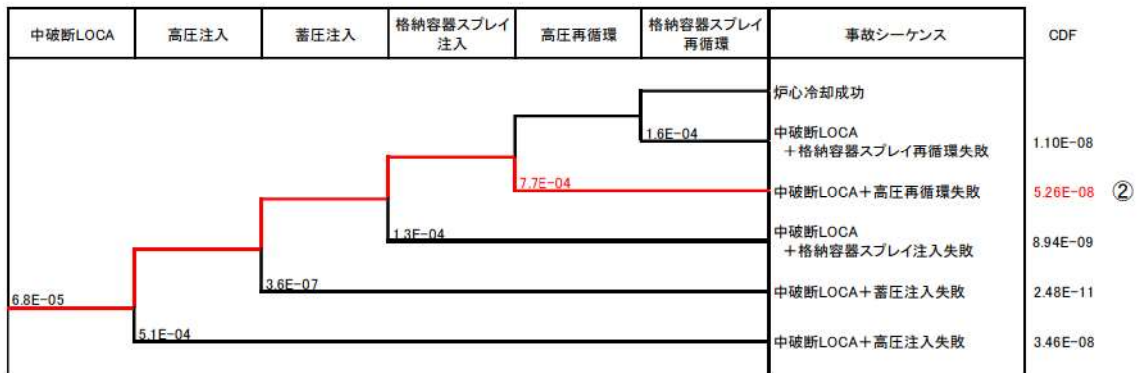 中破断LOCA 高圧注入 蓄圧注入 格納容器スプレイ注入 高圧再循環 格納容器スプレイ再循環 事故シーケンス CDF
炉心冷却成功
1.6E-04 中破断LOCA
+格納容器スプレイ再循環失敗 1.10E-08
7.7E-04 中破断LOCA+高圧再循環失敗 5.26E-08 ②
1.3E-04 中破断LOCA
+格納容器スプレイ注入失敗 8.94E-09
6.8E-05 3.6E-07 中破断LOCA+蓄圧注入失敗 2.48E-11
5.1E-04 中破断LOCA+高圧注入失敗 3.46E-08